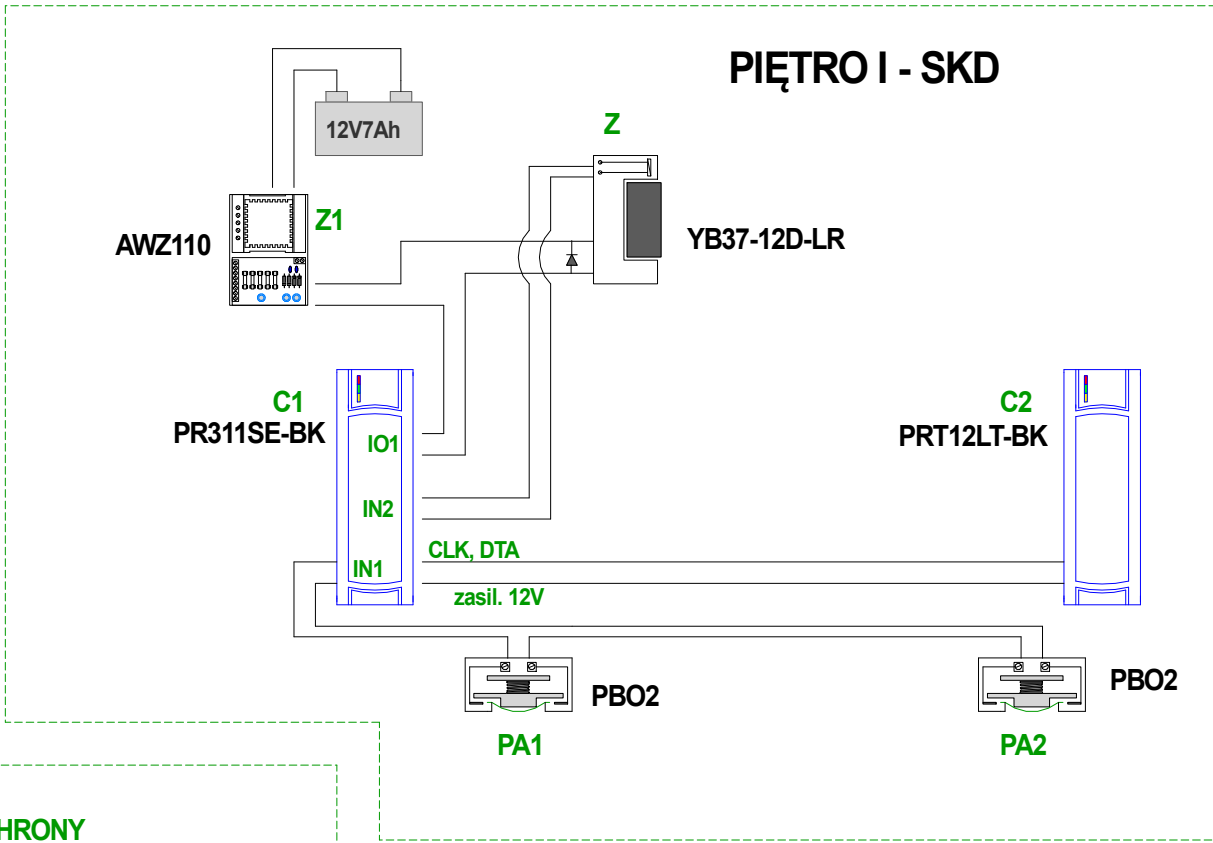 PIĘTRO I - SKD
12V7Ah
Z
Z1
AWZ110
YB37-12D-LR
C1
PR311SE-BK
C2
PRT12LT-BK
IO1
IN2
CLK, DTA
IN1
zasil. 12V
PBO2
PBO2
PA1
PA2
HRONY